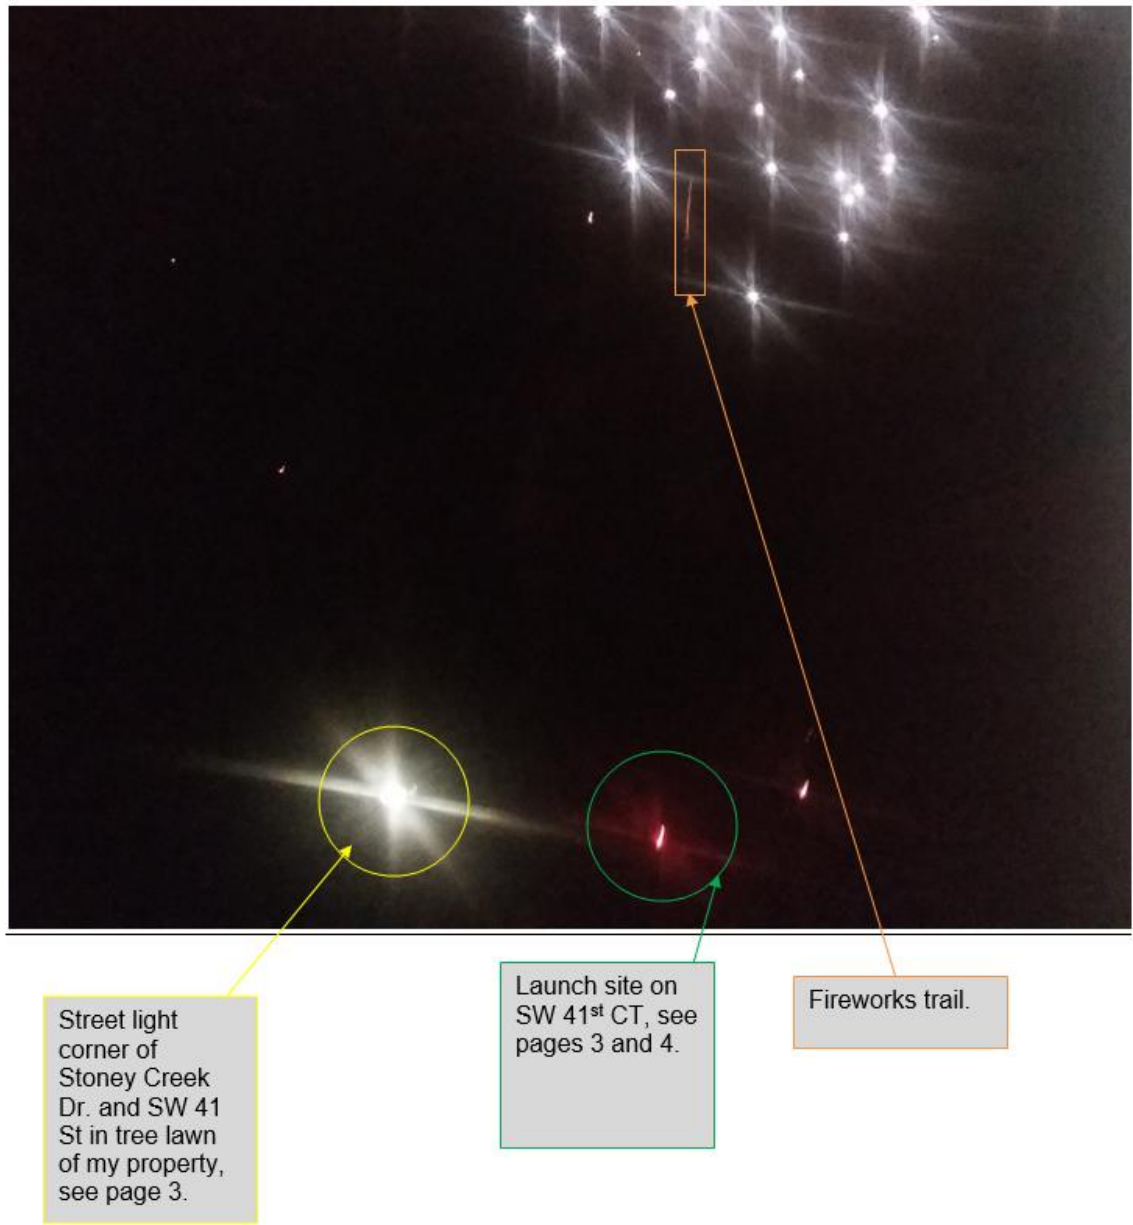 Street light
corner of
Stoney Creek
Dr. and SW 41
St in tree lawn
of my property,
see page 3.
Launch site on
SW 41st CT, see
pages 3 and 4.
Fireworks trail.